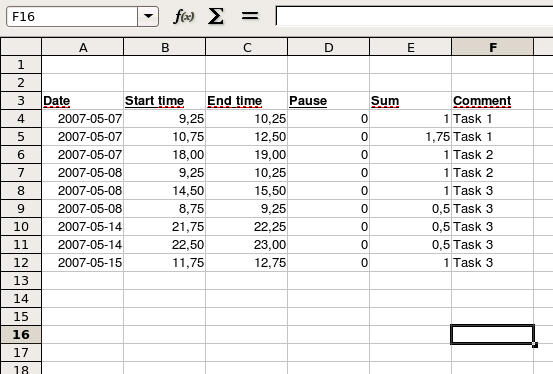 F16 f(x) Σ =
A B C D E F
1
2
3 Date Start time End time Pause Sum Comment
4 2007-05-07 9,25 10,25 0 1 Task 1
5 2007-05-07 10,75 12,50 0 1,75 Task 1
6 2007-05-07 18,00 19,00 0 1 Task 2
7 2007-05-08 9,25 10,25 0 1 Task 2
8 2007-05-08 14,50 15,50 0 1 Task 3
9 2007-05-08 8,75 9,25 0 0,5 Task 3
10 2007-05-14 21,75 22,25 0 0,5 Task 3
11 2007-05-14 22,50 23,00 0 0,5 Task 3
12 2007-05-15 11,75 12,75 0 1 Task 3
13
14
15
16
17
18